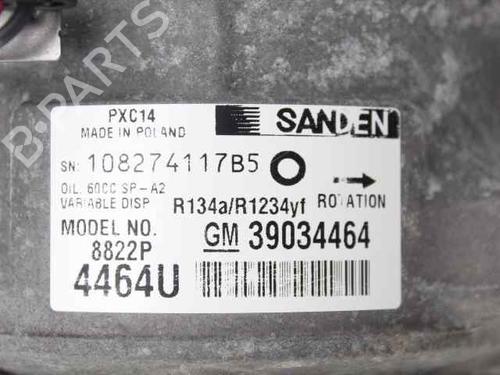 B-PARTS
PXC14
MADE IN POLAND
SANDEN
SN: 108274117B5
OIL: 60CC SP-A2
VARIABLE DISP
R134a/R1234yf
ROTATION
MODEL NO.
8822P
GM 39034464
4464U